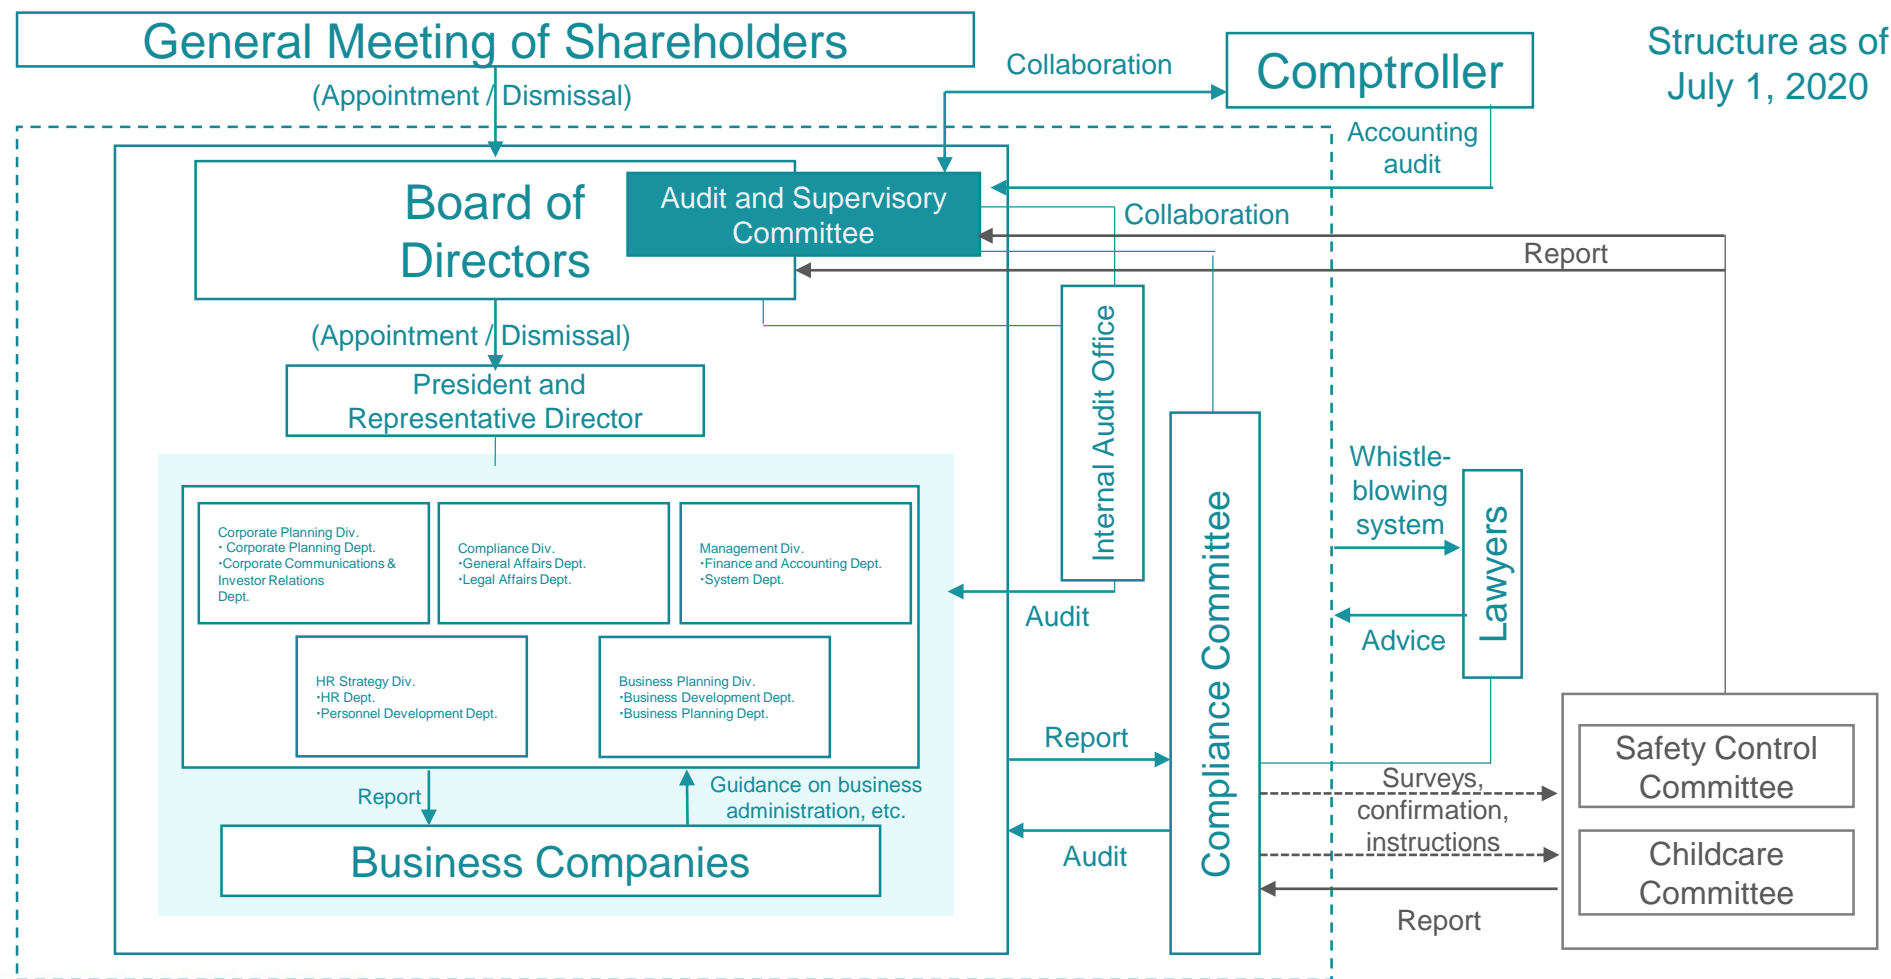 General Meeting of Shareholders
Structure as of
July 1, 2020
Collaboration
Comptroller
(Appointment / Dismissal)
Accounting
audit
Board of
Directors
Audit and Supervisory
Committee
Collaboration
Report
(Appointment / Dismissal)
President and
Representative Director
Internal Audit Office
Compliance Committee
Whistle-
blowing
system
Lawyers
Advice
Corporate Planning Div.
・Corporate Planning Dept.
・Corporate Communications &
Investor Relations
Dept.
Compliance Div.
・General Affairs Dept.
・Legal Affairs Dept.
Management Div.
・Finance and Accounting Dept.
・System Dept.
Audit
HR Strategy Div.
・HR Dept.
・Personnel Development Dept.
Business Planning Div.
・Business Development Dept.
・Business Planning Dept.
Report
Report
Guidance on business
administration, etc.
Business Companies
Audit
Surveys,
confirmation,
instructions
Safety Control
Committee
Childcare
Committee
Report